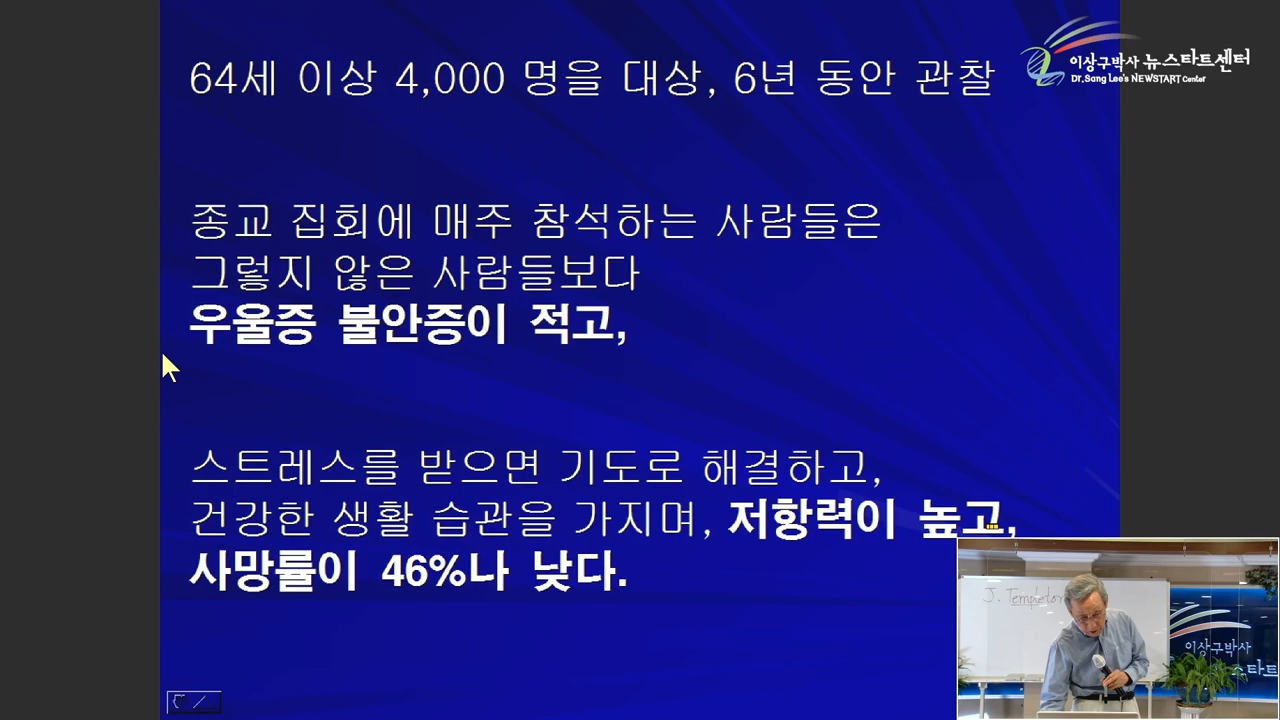 64세 이상 4,000 명을 대상, 6년 동안 관찰
이상구박사 뉴스타트센터
Dr. Sang Lee's NEWSTART Center
종교 집회에 매주 참석하는 사람들은
그렇지 않은 사람들보다
우울증 불안증이 적고,
스트레스를 받으면 기도로 해결하고,
건강한 생활 습관을 가지며, 저항력이 높고,
사망률이 46%나 낮다.
J. Templeton
이상구박사